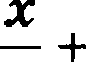 x
— +